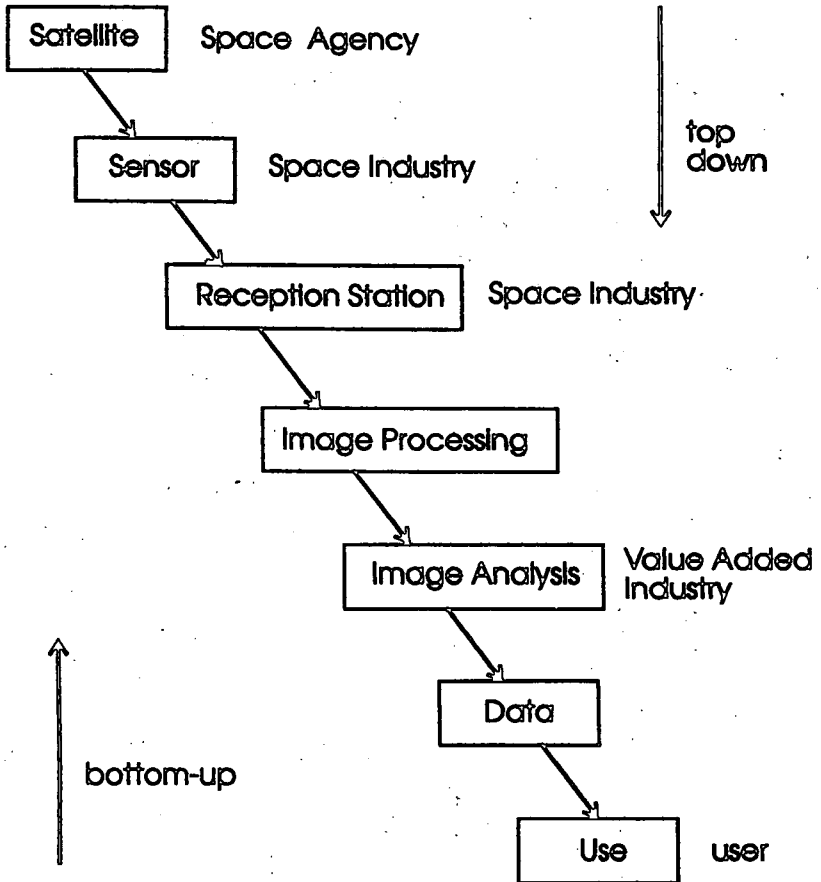 Satellite Space Agency
top
down
Sensor Space Industry
Reception Station Space Industry
Image Processing
Image Analysis Value Added
Industry
Data
bottom-up
Use user